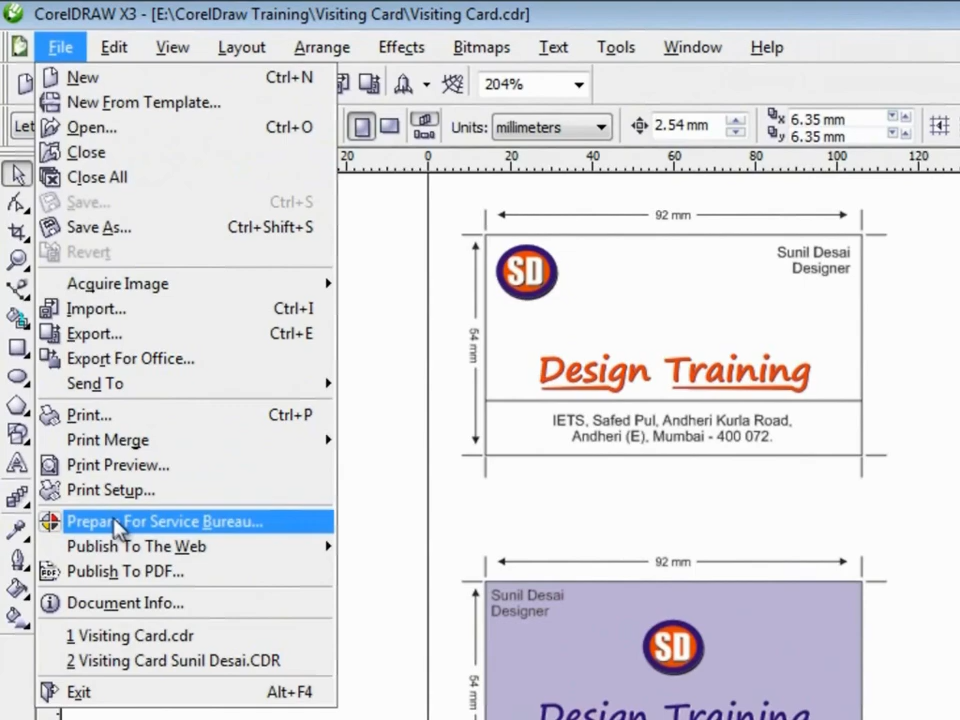 CorelDRAW X3 - [E:\CorelDraw Training\Visiting Card\Visiting Card.cdr]
File Edit View Layout Arrange Effects Bitmaps Text Tools Window Help
204%
Let
Units: millimeters 2.54 mm
x 6.35 mm
y 6.35 mm
New Ctrl+N
New From Template...
Open... Ctrl+O
Close
Close All
Save... Ctrl+S
Save As... Ctrl+Shift+S
Revert
Acquire Image
Import... Ctrl+I
Export... Ctrl+E
Export For Office...
Send To
Print... Ctrl+P
Print Merge
Print Preview...
Print Setup...
Prepare For Service Bureau...
Publish To The Web
Publish To PDF...
Document Info...
1 Visiting Card.cdr
2 Visiting Card Sunil Desai.CDR
Exit Alt+F4
20 0 20 40 60 80 100 120
92 mm
54 mm
SD
Sunil Desai
Designer
Design Training
IETS, Safed Pul, Andheri Kurla Road,
Andheri (E), Mumbai - 400 072.
92 mm
54 mm
Sunil Desai
Designer
SD
Design Training